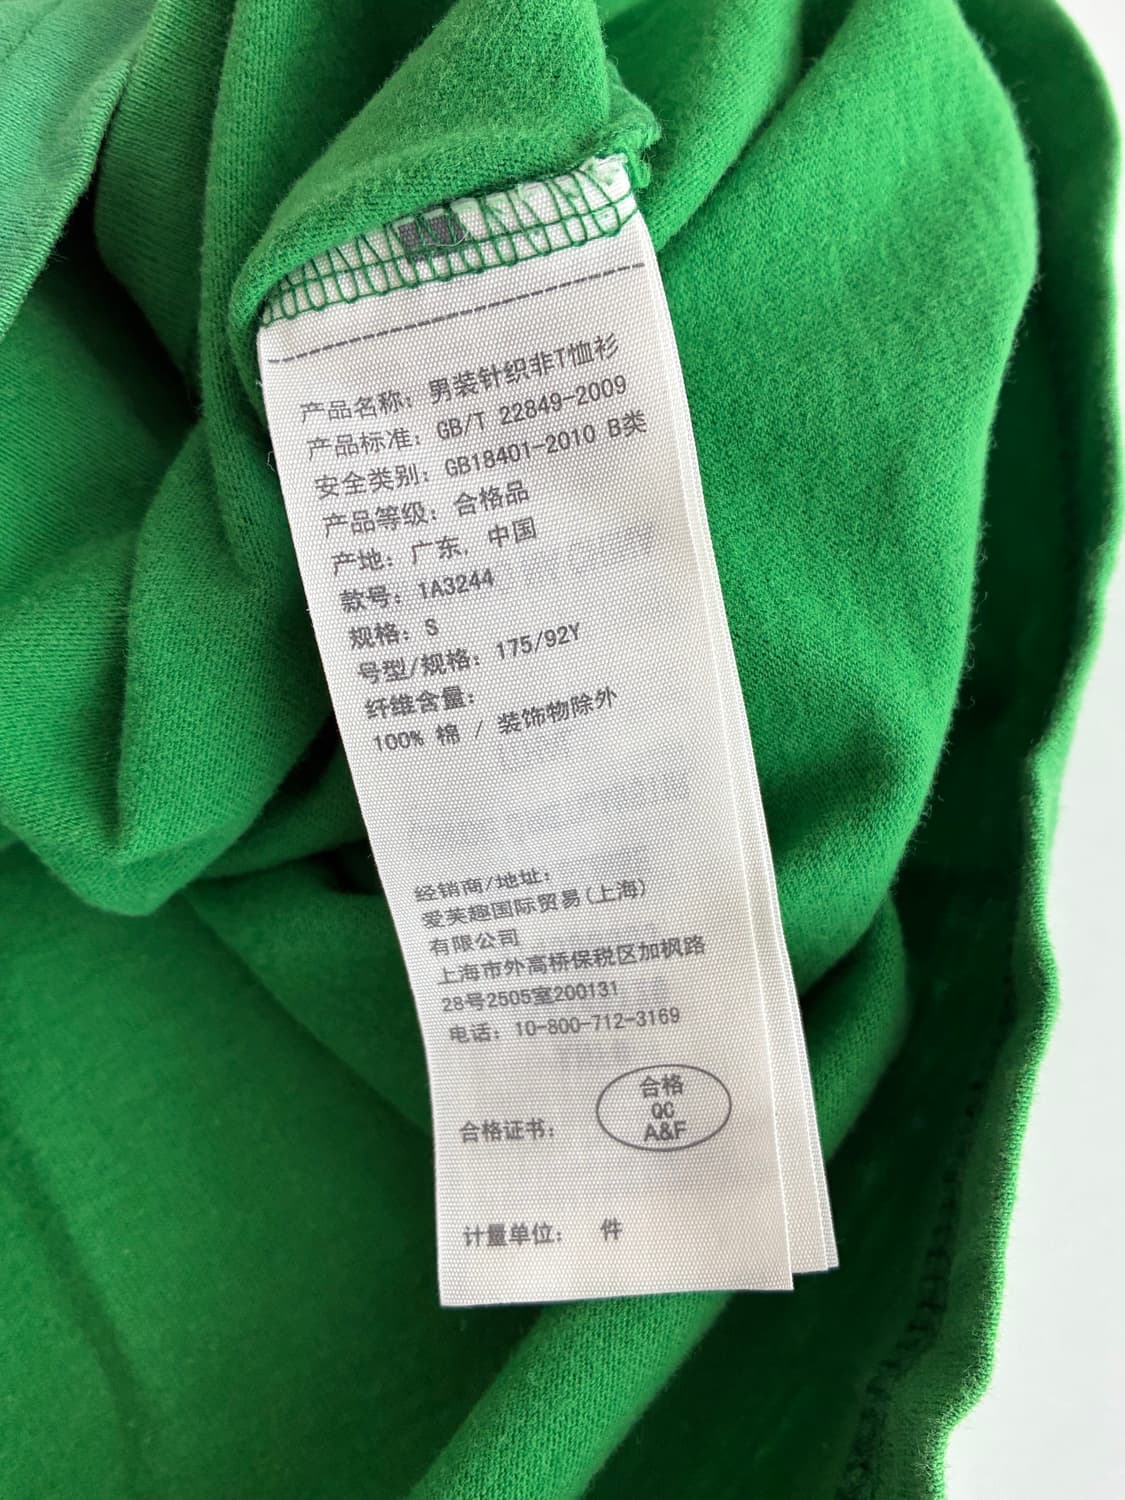 产品名称: 男装针织非T恤衫
产品标准: GB/T 22849-2009
安全类别: GB18401-2010 B类
产品等级: 合格品
产地: 广东, 中国
款号: 1A3244
规格: S
号型/规格: 175/92Y
纤维含量:
100% 棉 / 装饰物除外
经销商/地址:
爱芙趣国际贸易(上海)
有限公司
上海市外高桥保税区加枫路
28号2505室200131
电话: 10-800-712-3169
合格
QC
A&F
合格证书:
计量单位: 件